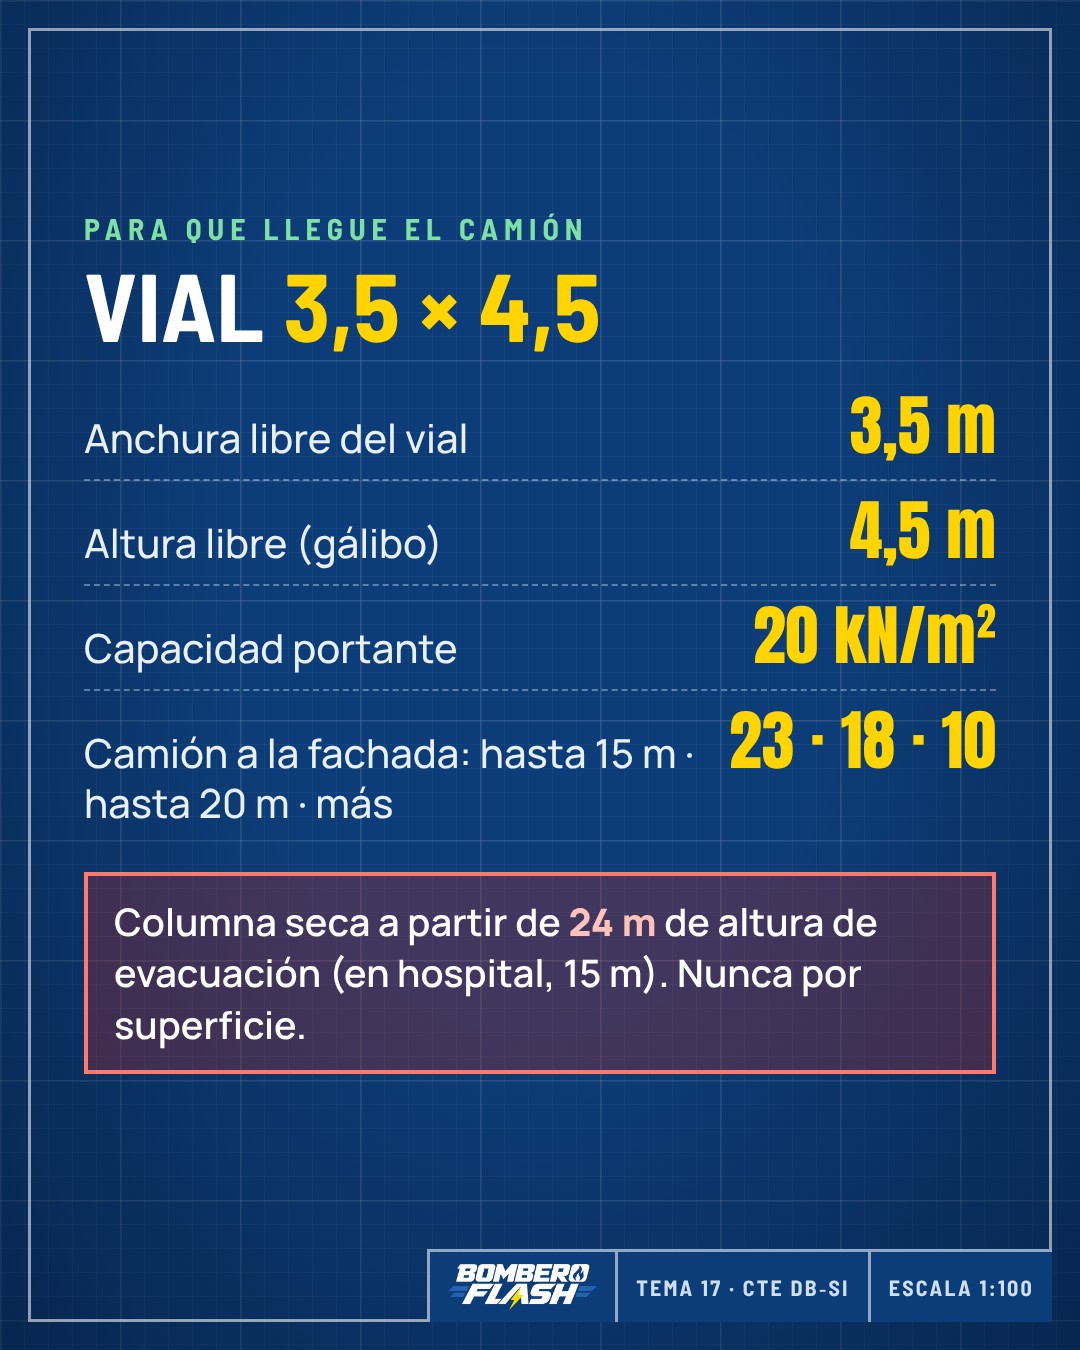 PARA QUE LLEGUE EL CAMIÓN
VIAL 3,5 × 4,5
Anchura libre del vial 3,5 m
Altura libre (gálibo) 4,5 m
Capacidad portante 20 kN/m²
Camión a la fachada: hasta 15 m · 23 · 18 · 10
hasta 20 m · más
Columna seca a partir de 24 m de altura de
evacuación (en hospital, 15 m). Nunca por
superficie.
BOMBERO
FLASH
TEMA 17 · CTE DB-SI
ESCALA 1:100